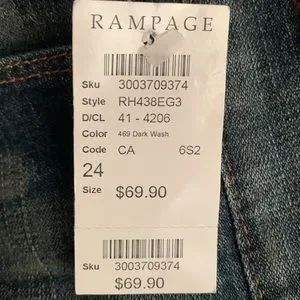 RAMPAGE
Sku 3003709374
Style RH438EG3
D/CL 41 - 4206
Color 469 Dark Wash
Code CA 6S2
24
Size $69.90
Sku 3003709374
$69.90